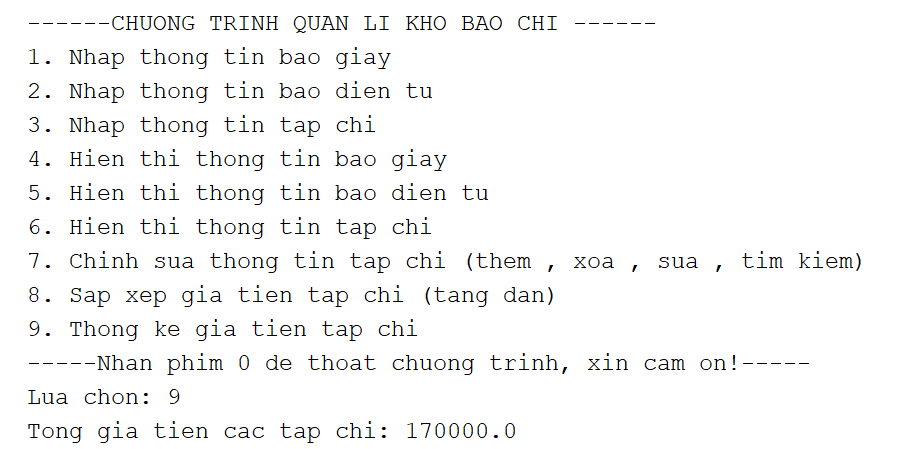 ------CHUONG TRINH QUAN LI KHO BAO CHI ------
1. Nhap thong tin bao giay
2. Nhap thong tin bao dien tu
3. Nhap thong tin tap chi
4. Hien thi thong tin bao giay
5. Hien thi thong tin bao dien tu
6. Hien thi thong tin tap chi
7. Chinh sua thong tin tap chi (them , xoa , sua , tim kiem)
8. Sap xep gia tien tap chi (tang dan)
9. Thong ke gia tien tap chi
-----Nhan phim 0 de thoat chuong trinh, xin cam on!-----
Lua chon: 9
Tong gia tien cac tap chi: 170000.0